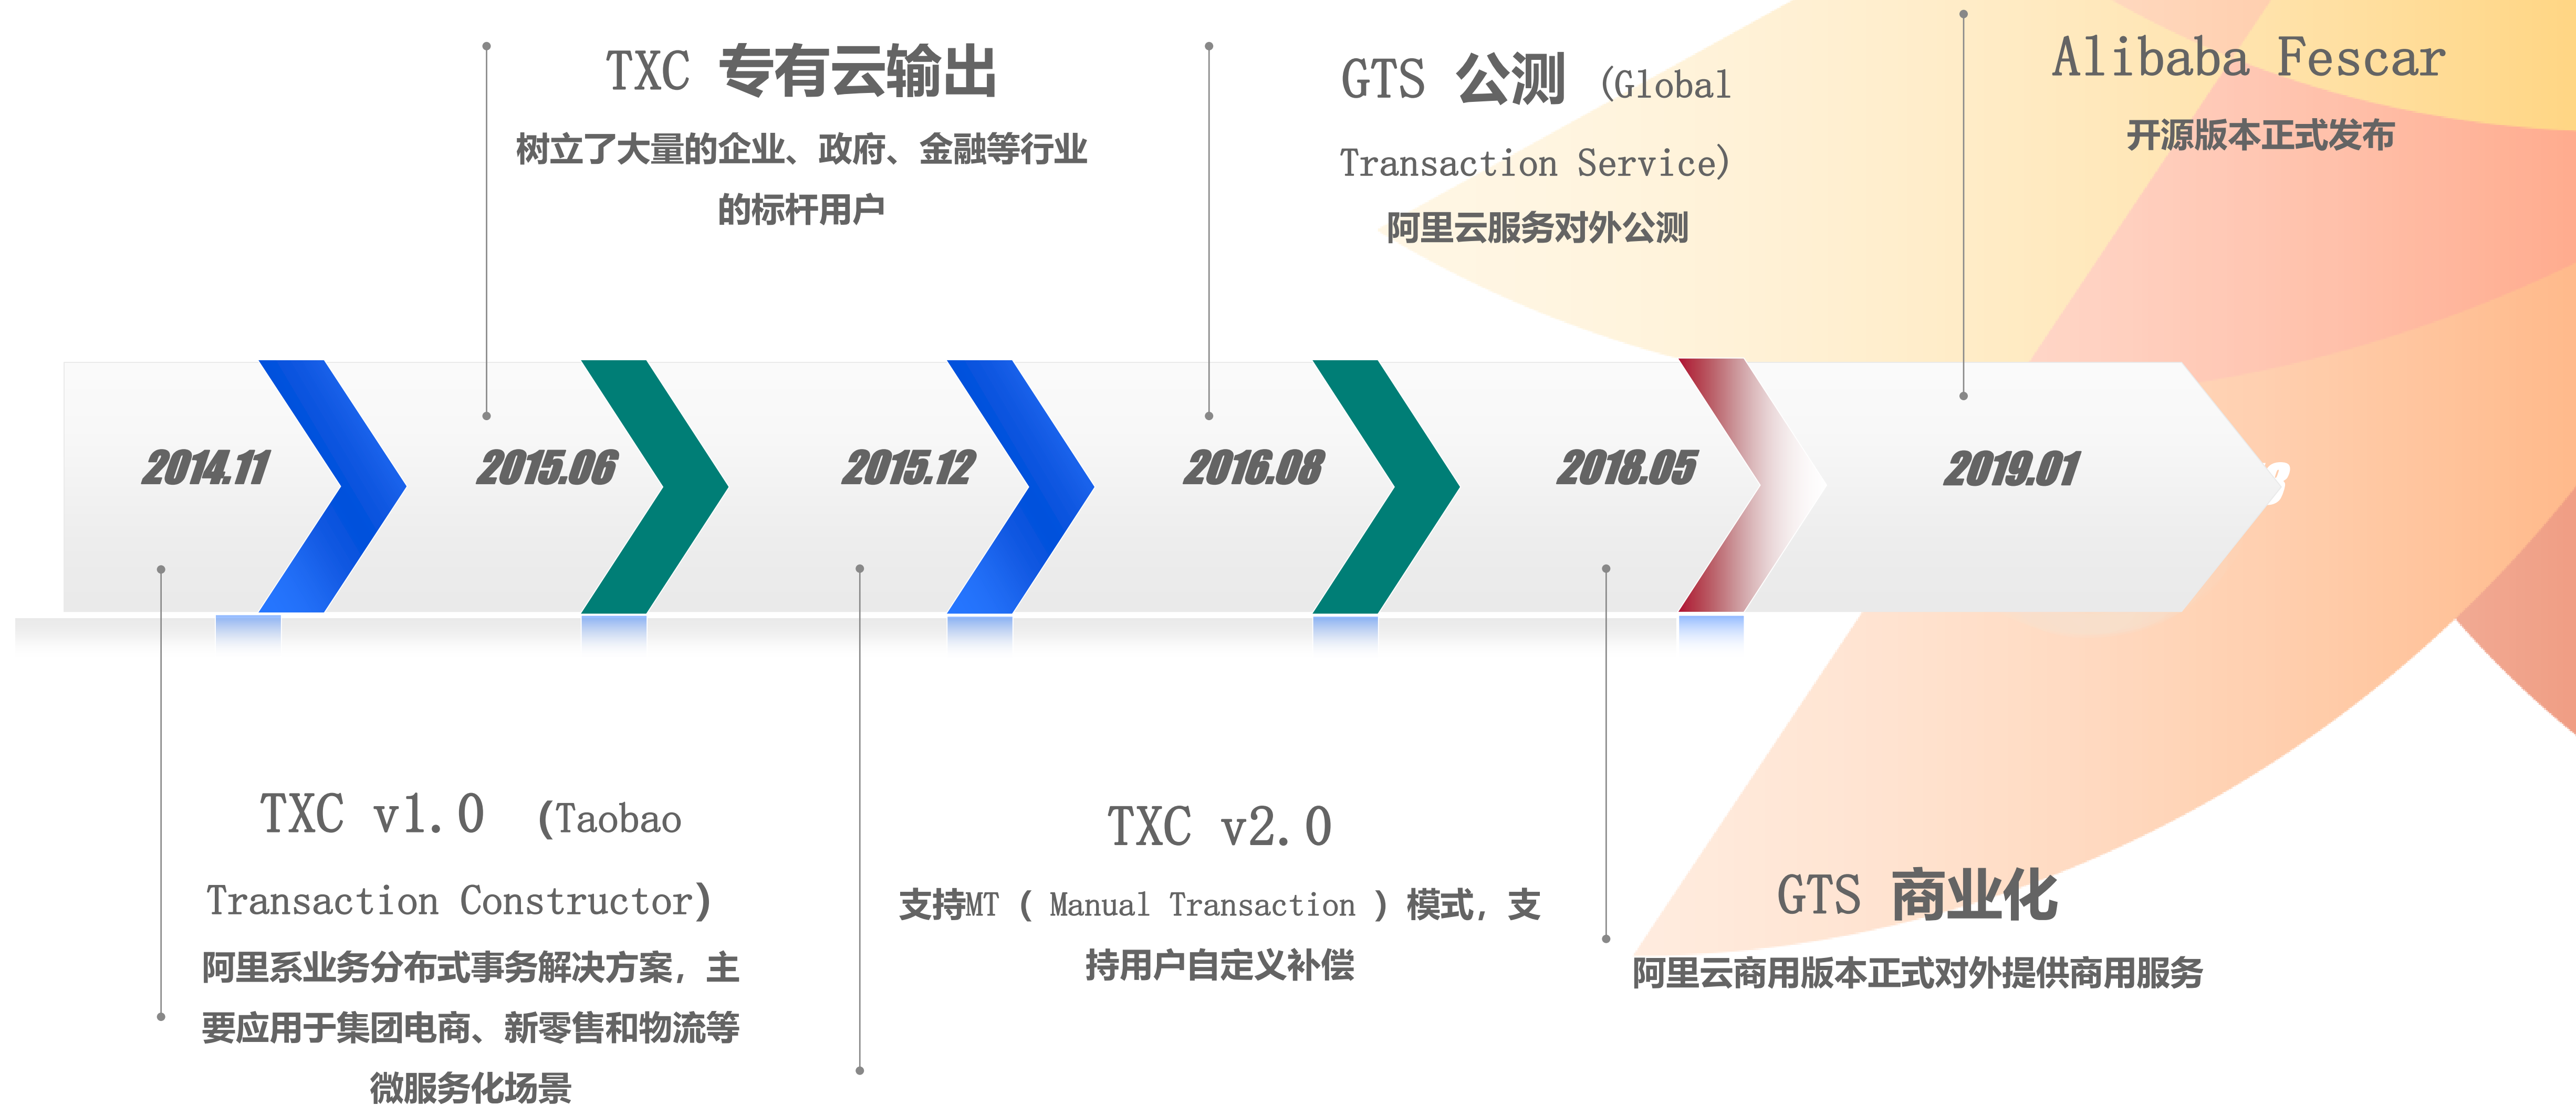 TXC 专有云输出
树立了大量的企业、政府、金融等行业
的标杆用户
GTS 公测 (Global
Transaction Service)
阿里云服务对外公测
Alibaba Fescar
开源版本正式发布
2014.11
2015.06
2015.12
2016.08
2018.05
2019.01
TXC v1.0 (Taobao
Transaction Constructor)
阿里系业务分布式事务解决方案，主
要应用于集团电商、新零售和物流等
微服务化场景
TXC v2.0
支持MT ( Manual Transaction ) 模式，支
持用户自定义补偿
GTS 商业化
阿里云商用版本正式对外提供商用服务